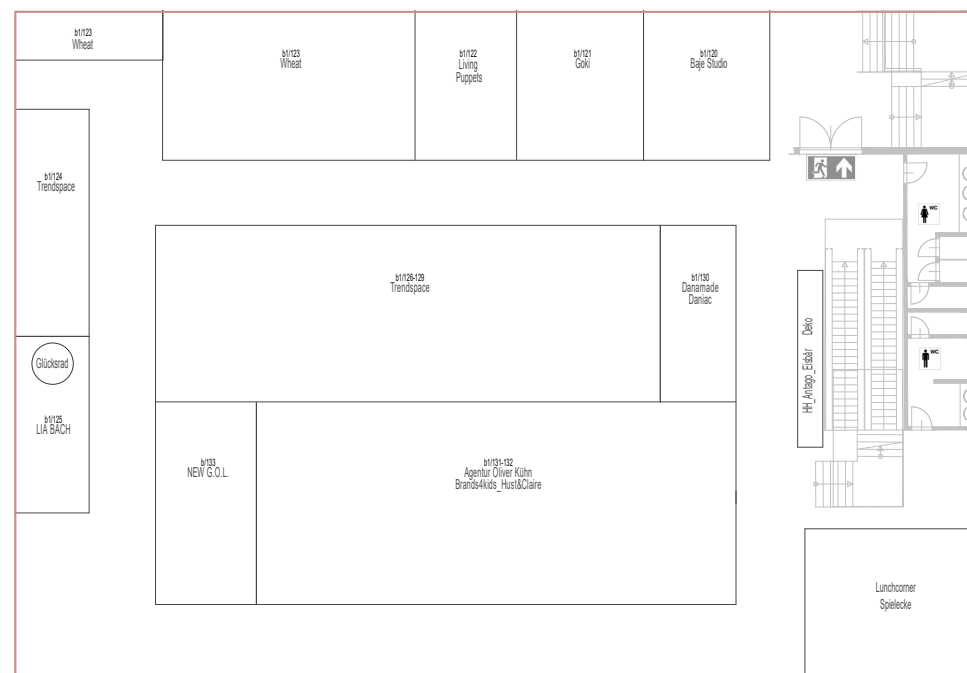 b1/123
Wheat
b1/123
Wheat
b1/122
Living
Puppets
b1/121
Goki
b1/120
Baje Studio
b1/124
Trendspace
WC
b1/126-129
Trendspace
b1/130
Danamade
Daniac
HH_Antago_Eisbär Deko
WC
Glücksrad
b1/125
LIA BACH
b/133
NEW G.O.L.
b1/131-132
Agentur Oliver Kühn
Brands4kids_Hust&Claire
Lunchcorner
Spielecke